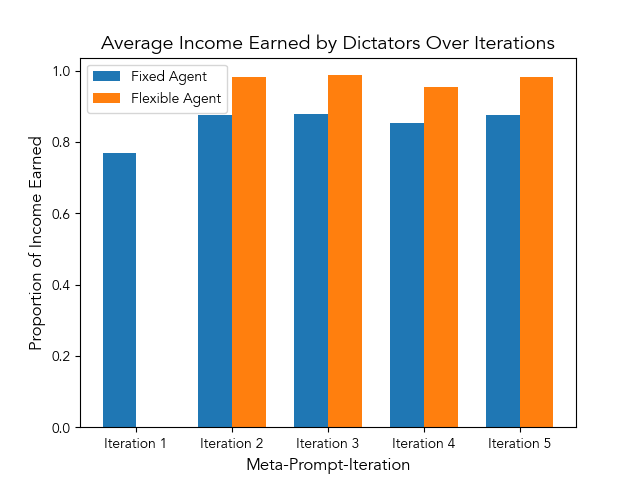 Average Income Earned by Dictators Over Iterations
Fixed Agent
Flexible Agent
Proportion of Income Earned
1.0
0.8
0.6
0.4
0.2
0.0
Iteration 1
Iteration 2
Iteration 3
Iteration 4
Iteration 5
Meta-Prompt-Iteration